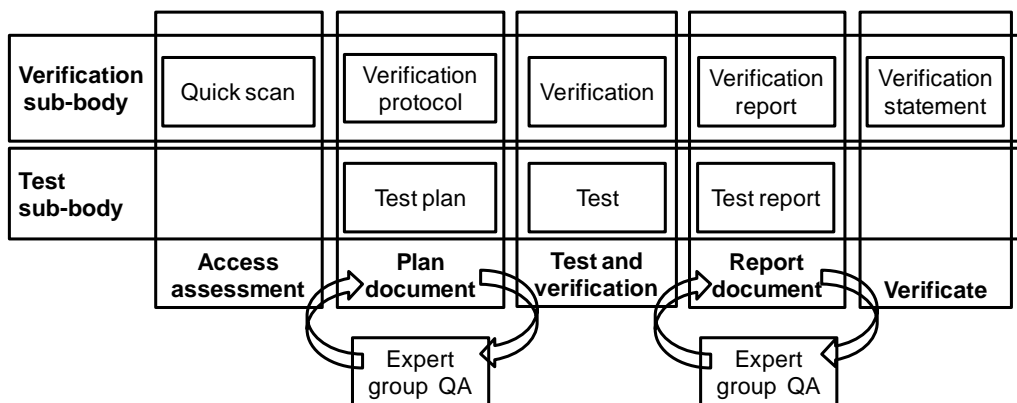 Verification
sub-body
Quick scan
Verification
protocol
Verification
Verification
report
Verification
statement
Test
sub-body
Test plan
Test
Test report
Access
assessment
Plan
document
Test and
verification
Report
document
Verificate
Expert
group QA
Expert
group QA